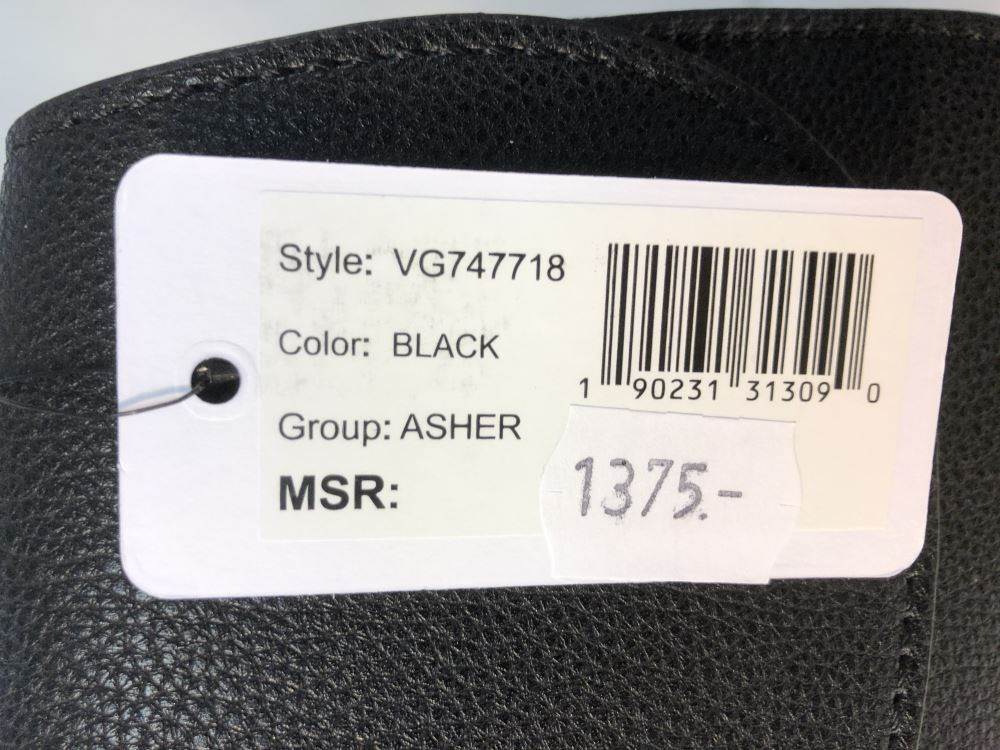 Style: VG747718
Color: BLACK
1 90231 31309 0
Group: ASHER
MSR:
1375.-